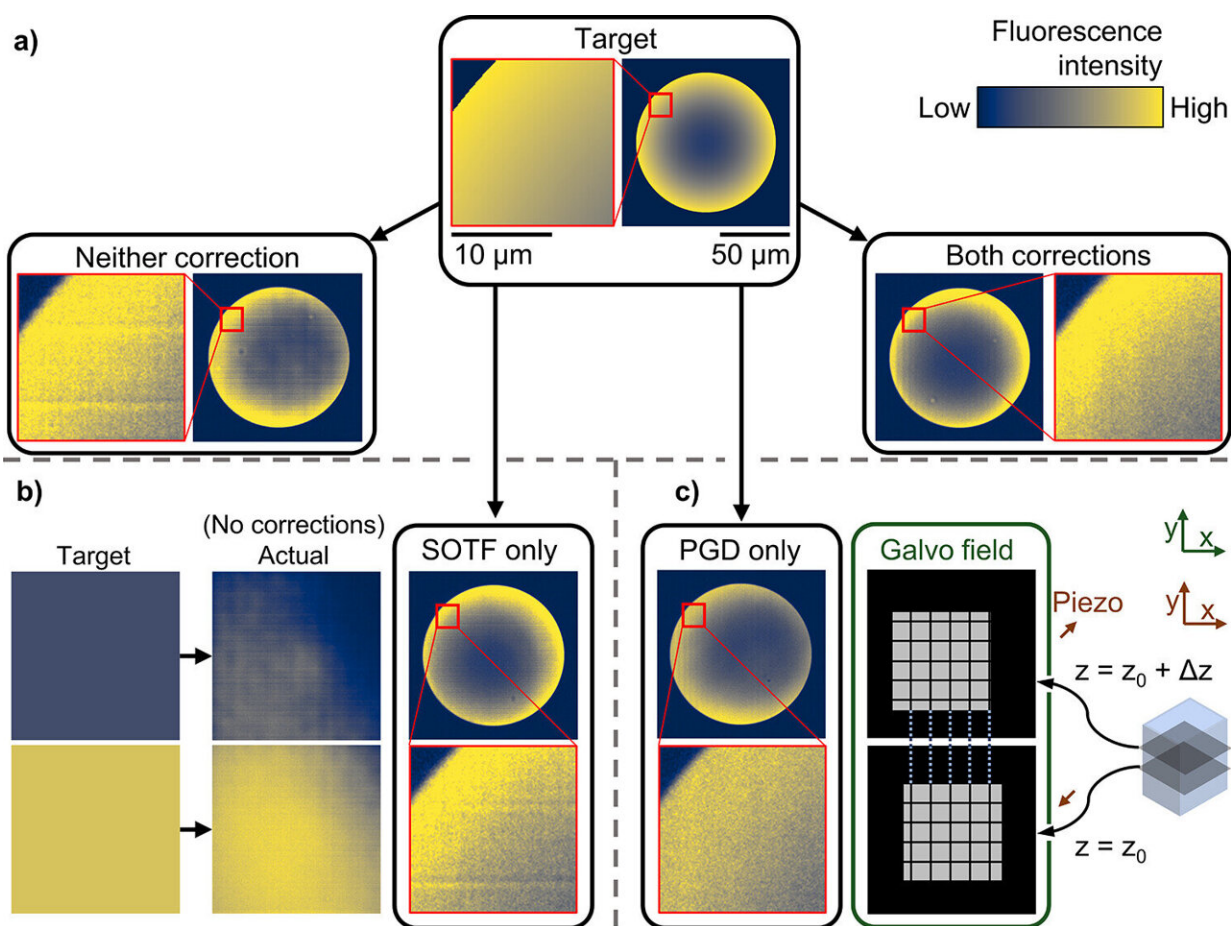 a)
Target
Fluorescence
intensity
Low
High
10 µm
50 µm
Neither correction
Both corrections
b)
(No corrections)
Target
Actual
SOTF only
c)
PGD only
Galvo field
y
x
Piezo
y
x
z = z₀ + Δz
z = z₀